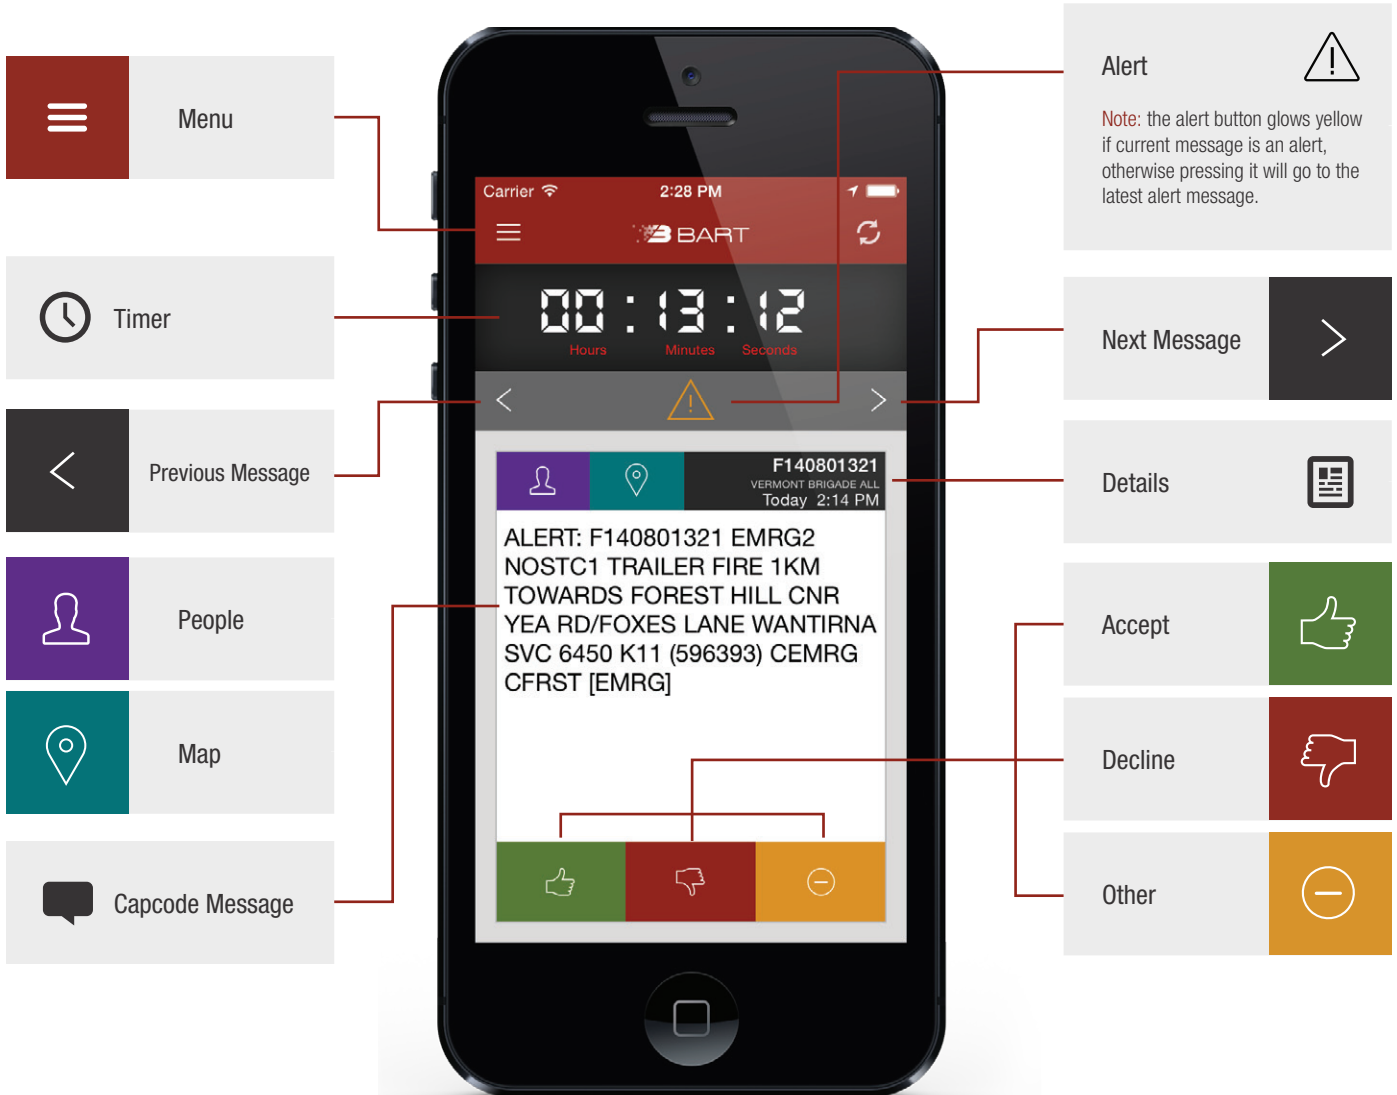 Menu
Timer
Previous Message
People
Map
Capcode Message
Carrier
2:28 PM
BART
00:13:12
Hours Minutes Seconds
F140801321
VERMONT BRIGADE ALL
Today 2:14 PM
ALERT: F140801321 EMRG2
NOSTC1 TRAILER FIRE 1KM
TOWARDS FOREST HILL CNR
YEA RD/FOXES LANE WANTIRNA
SVC 6450 K11 (596393) CEMRG
CFRST [EMRG]
Alert
Note: the alert button glows yellow
if current message is an alert,
otherwise pressing it will go to the
latest alert message.
Next Message
Details
Accept
Decline
Other